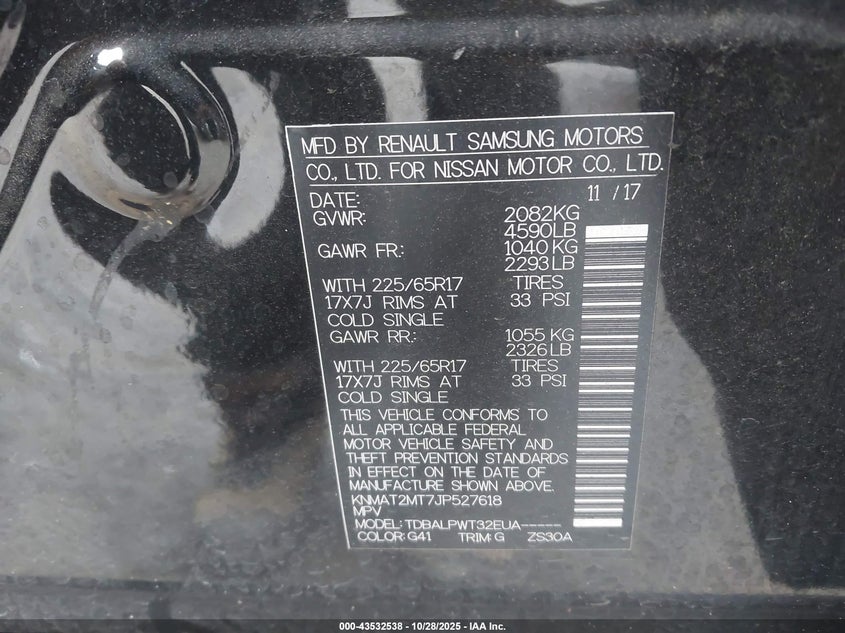 MFD BY RENAULT SAMSUNG MOTORS
CO., LTD. FOR NISSAN MOTOR CO., LTD.
DATE: 11 / 17
GVWR: 2082KG
4590LB
GAWR FR.: 1040KG
2293LB
WITH 225/65R17 TIRES
17X7J RIMS AT 33 PSI
COLD SINGLE
GAWR RR.: 1055 KG
2326LB
WITH 225/65R17 TIRES
17X7J RIMS AT 33 PSI
COLD SINGLE
THIS VEHICLE CONFORMS TO
ALL APPLICABLE FEDERAL
MOTOR VEHICLE SAFETY AND
THEFT PREVENTION STANDARDS
IN EFFECT ON THE DATE OF
MANUFACTURE SHOWN ABOVE.
KNMAT2MT7JP527618
MPV
MODEL: TDBALPWT32EUA-----
COLOR: G41 TRIM: G ZS30A
000-43532538 - 10/28/2025 - IAA Inc.